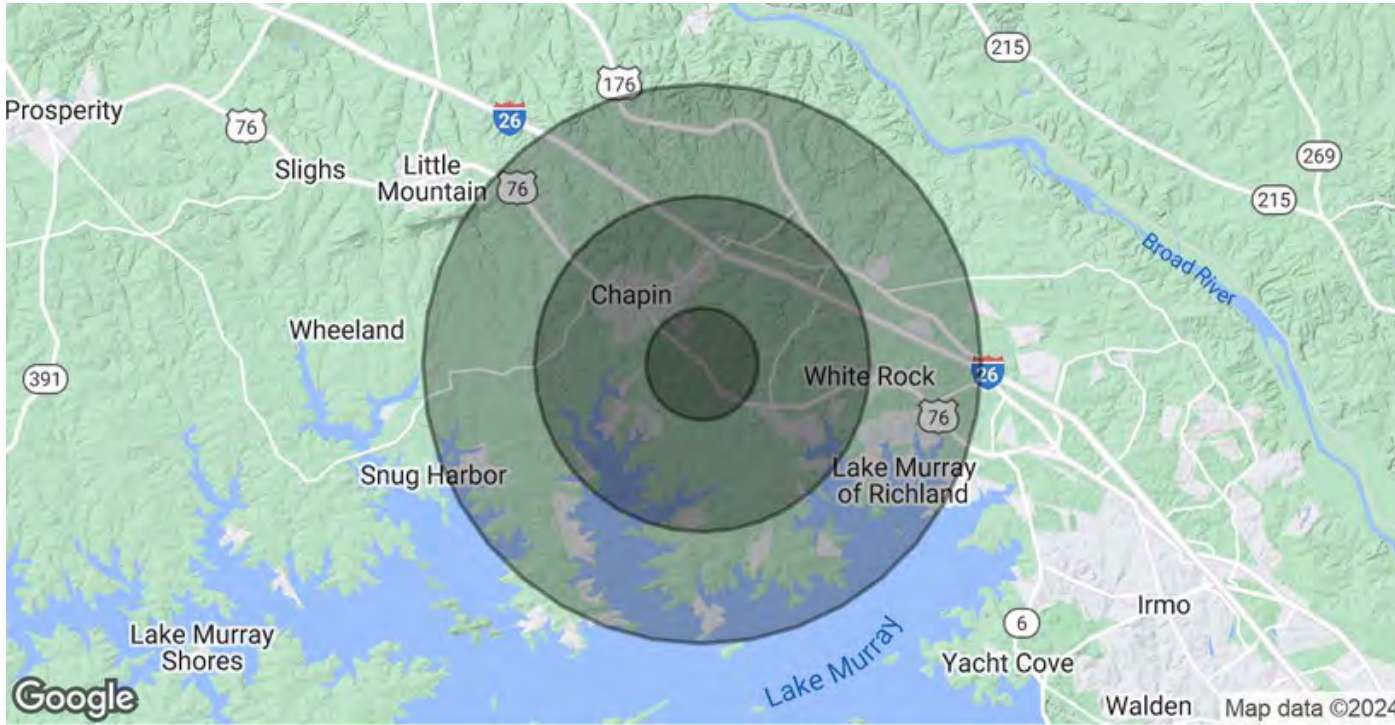 215
176
Prosperity
26
76
269
Slighs
Little
Mountain
76
215
Broad River
Chapin
Wheeland
391
White Rock
26
76
Snug Harbor
Lake Murray
of Richland
Irmo
6
Lake Murray
Shores
Lake Murray
Yacht Cove
Google
Walden
Map data ©2024